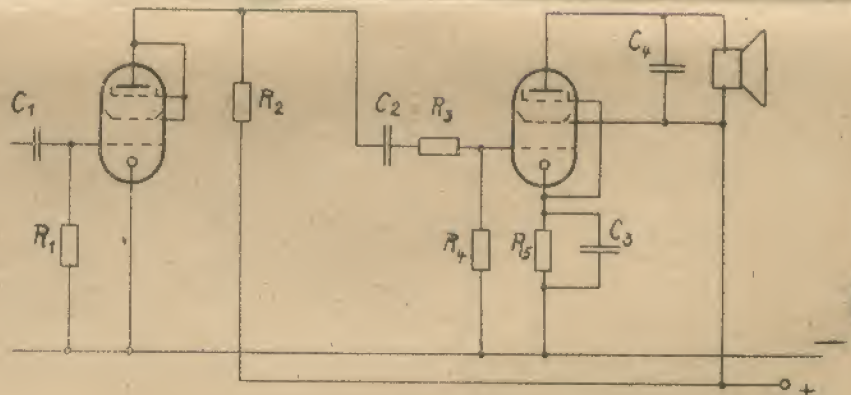 C₁
R₁
R₂
C₂
R₃
R₄
R₅
C₃
C₄
−
+